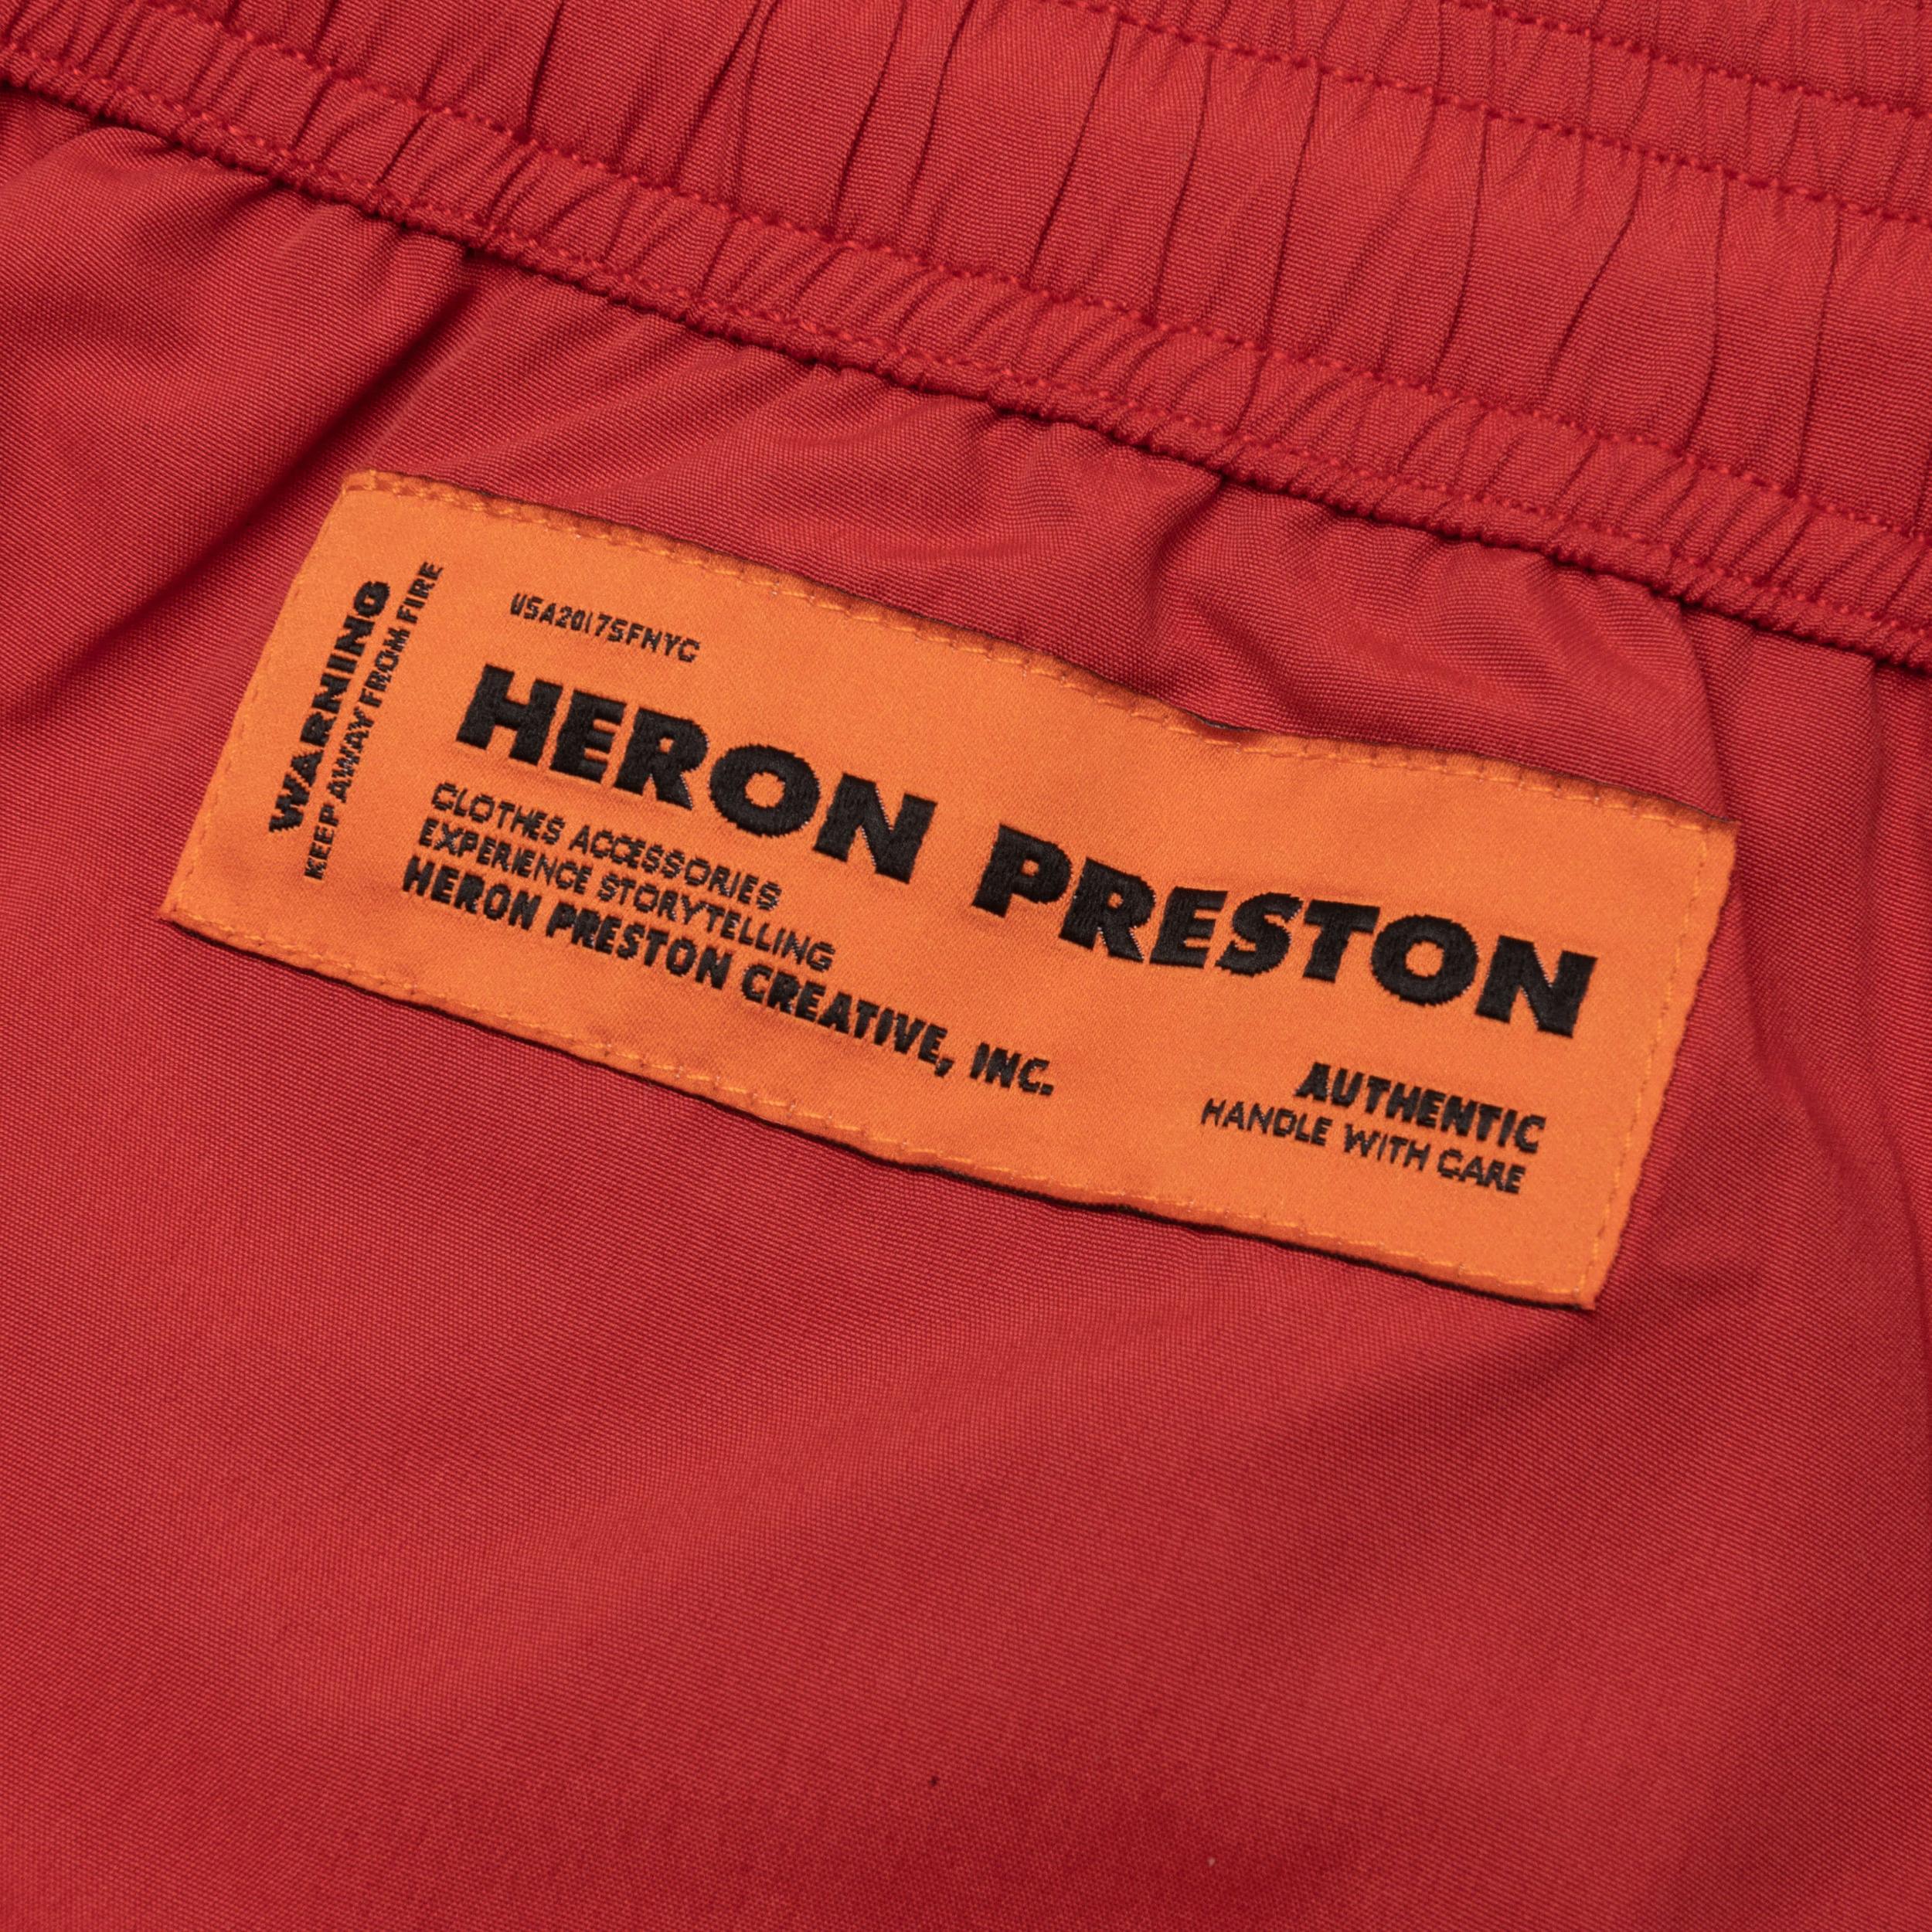 WARNING
KEEP AWAY FROM FIRE
USA2017SFNYC
HERON PRESTON
CLOTHES ACCESSORIES
EXPERIENCE STORYTELLING
HERON PRESTON CREATIVE, INC.
AUTHENTIC
HANDLE WITH CARE